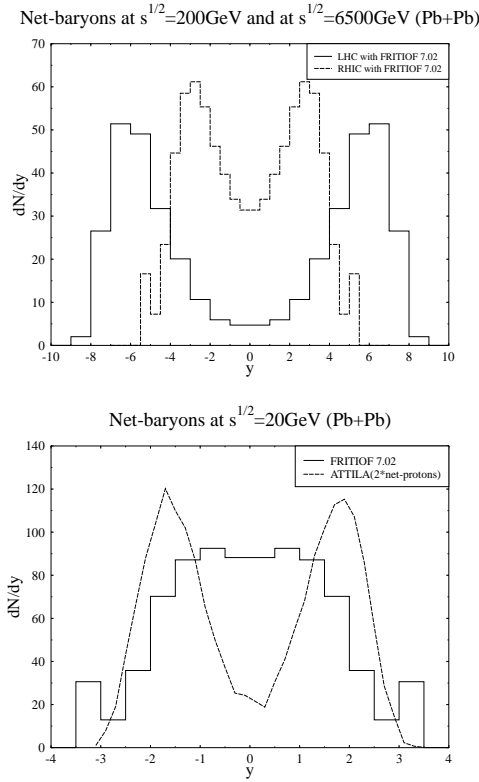 Net-baryons at s^{1/2}=200GeV and at s^{1/2}=6500GeV (Pb+Pb)
70
60
50
40
30
20
10
0
dN/dy
LHC with FRITIOF 7.02
RHIC with FRITIOF 7.02
-10 -8 -6 -4 -2 0 2 4 6 8 10
y
Net-baryons at s^{1/2}=20GeV (Pb+Pb)
140
120
100
80
60
40
20
0
dN/dy
FRITIOF 7.02
ATTILA(2*net-protons)
-4 -3 -2 -1 0 1 2 3 4
y